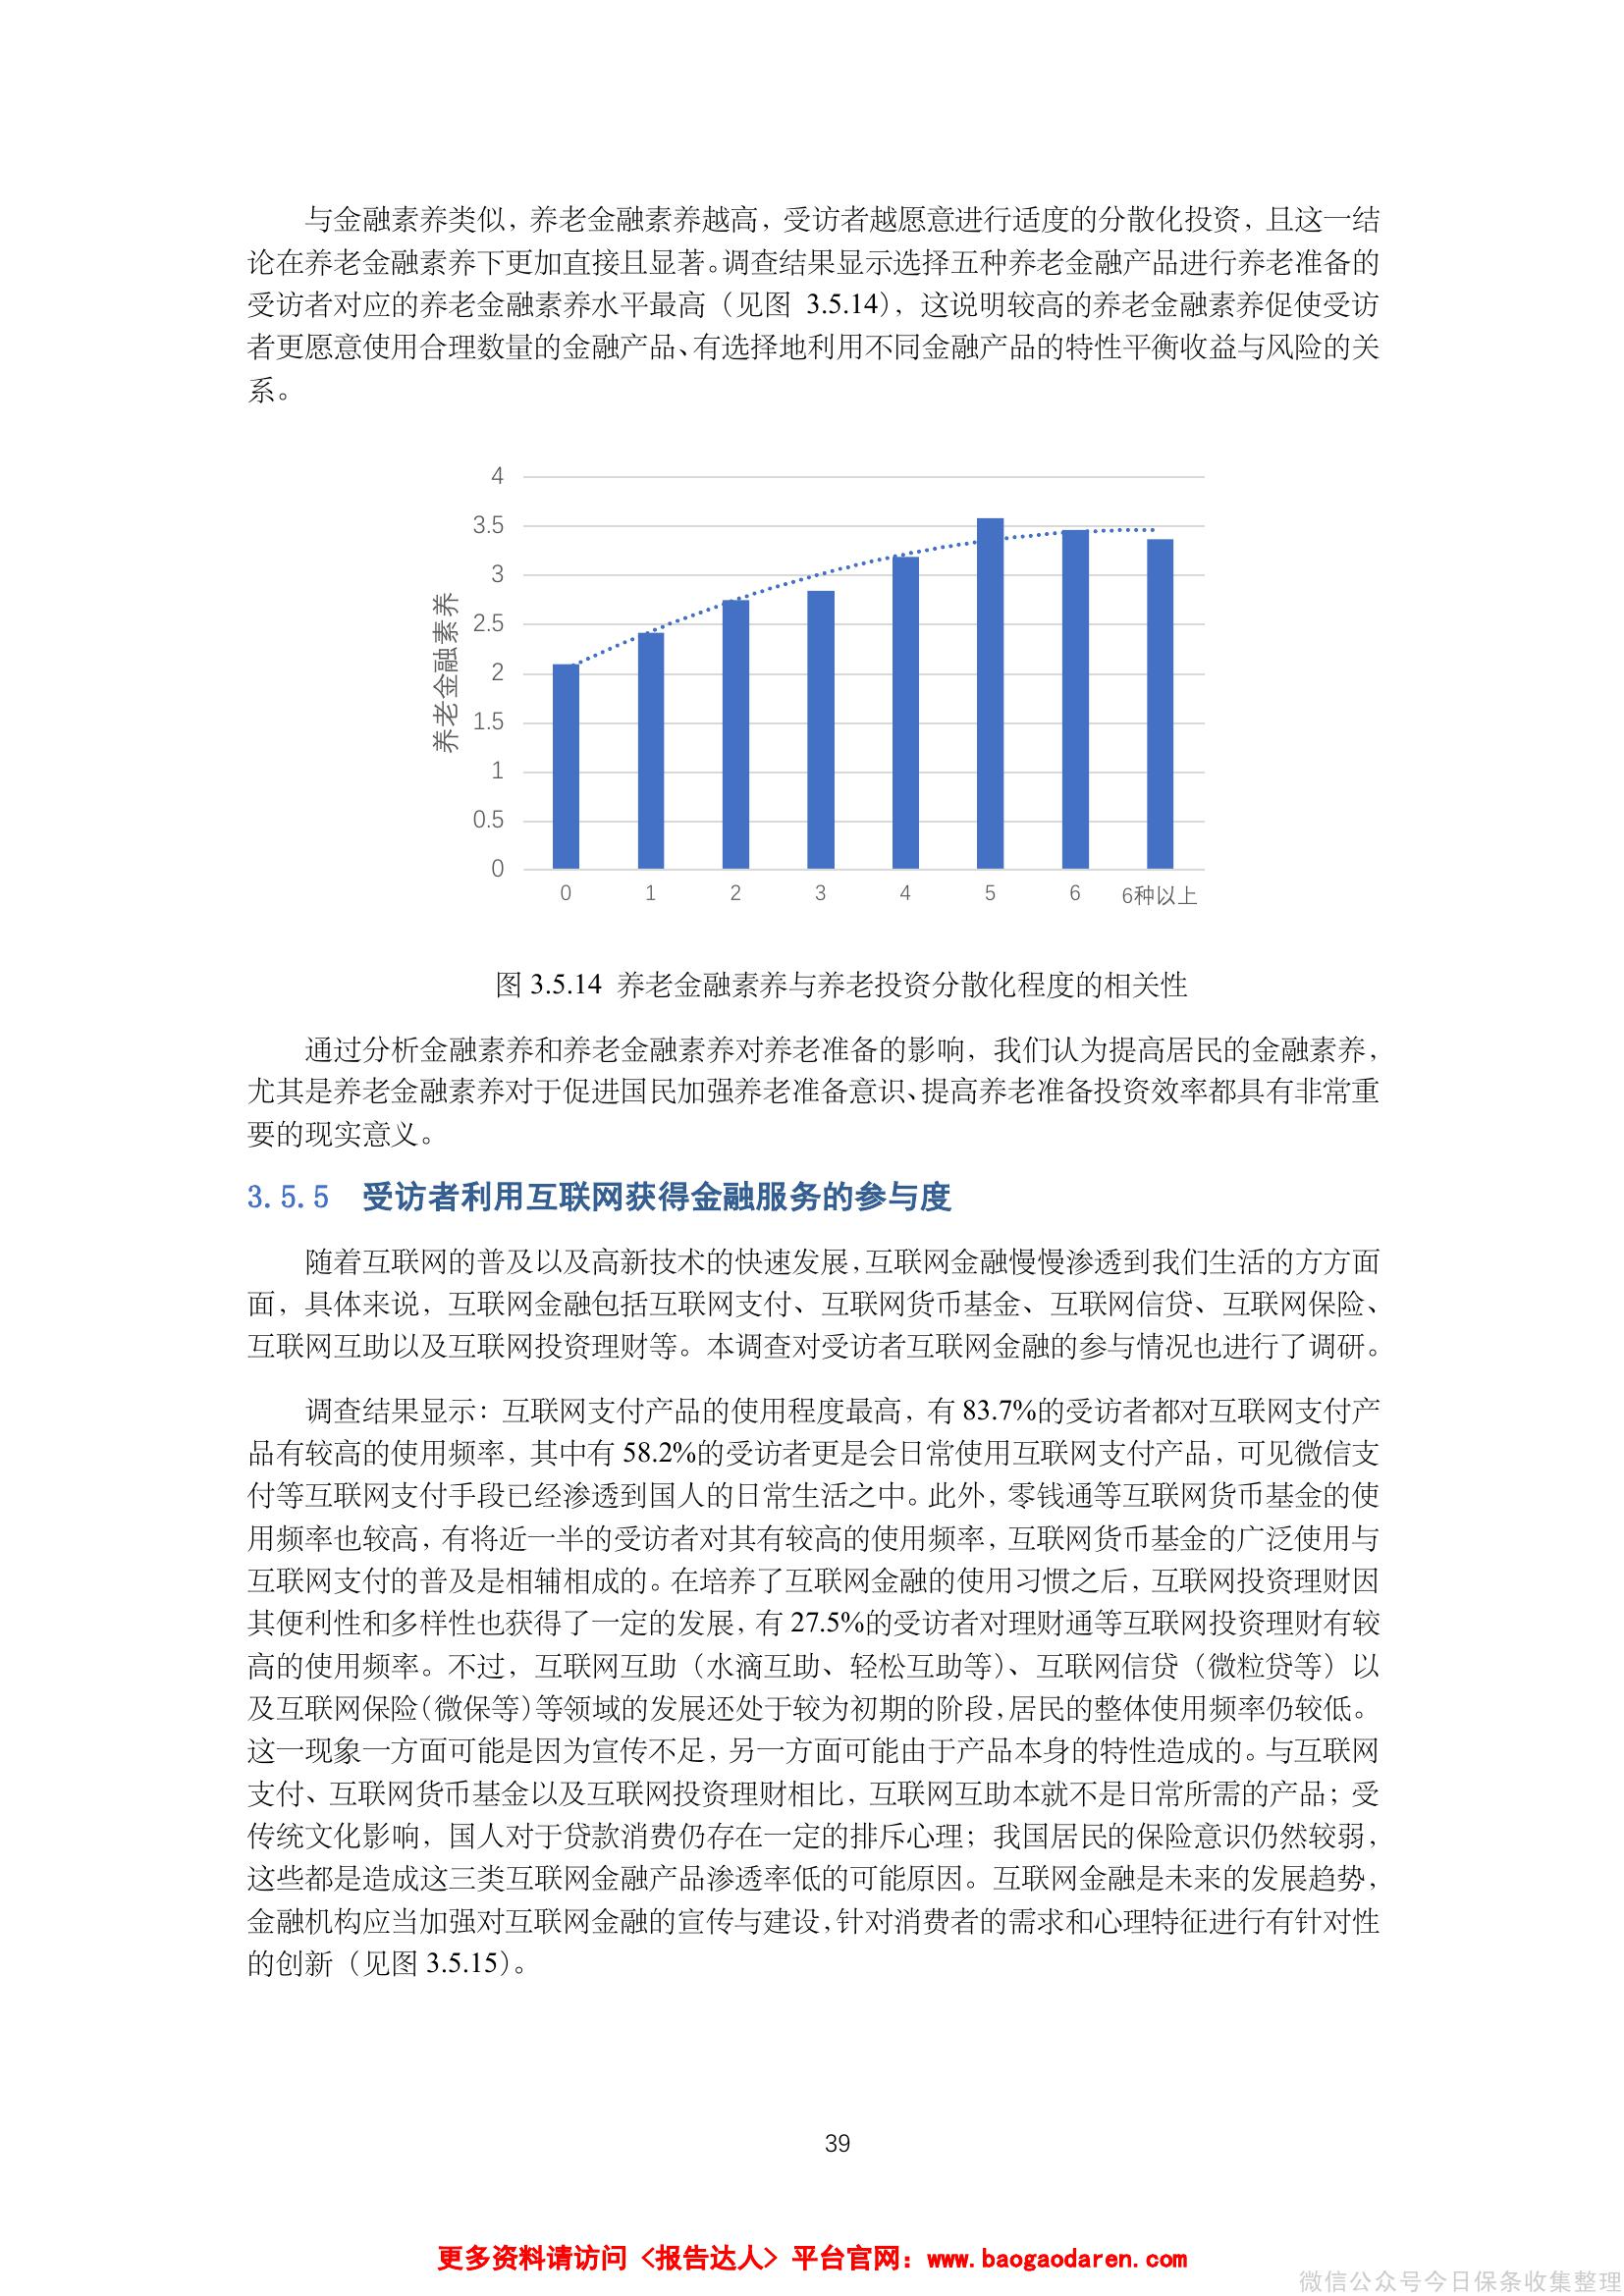 与金融素养类似，养老金融素养越高，受访者越愿意进行适度的分散化投资，且这一结
论在养老金融素养下更加直接且显著。调查结果显示选择五种养老金融产品进行养老准备的
受访者对应的养老金融素养水平最高（见图 3.5.14），这说明较高的养老金融素养促使受访
者更愿意使用合理数量的金融产品、有选择地利用不同金融产品的特性平衡收益与风险的关
系。
4
3.5
3
2.5
2
1.5
1
0.5
0
养老金融素养
0 1 2 3 4 5 6 6种以上
图 3.5.14 养老金融素养与养老投资分散化程度的相关性
通过分析金融素养和养老金融素养对养老准备的影响，我们认为提高居民的金融素养，
尤其是养老金融素养对于促进国民加强养老准备意识、提高养老准备投资效率都具有非常重
要的现实意义。
3.5.5 受访者利用互联网获得金融服务的参与度
随着互联网的普及以及高新技术的快速发展，互联网金融慢慢渗透到我们生活的方方面
面，具体来说，互联网金融包括互联网支付、互联网货币基金、互联网信贷、互联网保险、
互联网互助以及互联网投资理财等。本调查对受访者互联网金融的参与情况也进行了调研。
调查结果显示：互联网支付产品的使用程度最高，有 83.7%的受访者都对互联网支付产
品有较高的使用频率，其中有 58.2%的受访者更是会日常使用互联网支付产品，可见微信支
付等互联网支付手段已经渗透到国人的日常生活之中。此外，零钱通等互联网货币基金的使
用频率也较高，有将近一半的受访者对其有较高的使用频率，互联网货币基金的广泛使用与
互联网支付的普及是相辅相成的。在培养了互联网金融的使用习惯之后，互联网投资理财因
其便利性和多样性也获得了一定的发展，有 27.5%的受访者对理财通等互联网投资理财有较
高的使用频率。不过，互联网互助（水滴互助、轻松互助等）、互联网信贷（微粒贷等）以
及互联网保险（微保等）等领域的发展还处于较为初期的阶段，居民的整体使用频率仍较低。
这一现象一方面可能是因为宣传不足，另一方面可能由于产品本身的特性造成的。与互联网
支付、互联网货币基金以及互联网投资理财相比，互联网互助本就不是日常所需的产品；受
传统文化影响，国人对于贷款消费仍存在一定的排斥心理；我国居民的保险意识仍然较弱，
这些都是造成这三类互联网金融产品渗透率低的可能原因。互联网金融是未来的发展趋势，
金融机构应当加强对互联网金融的宣传与建设，针对消费者的需求和心理特征进行有针对性
的创新（见图 3.5.15）。
39
更多资料请访问《报告达人》平台官网：www.baogaodaren.com
微信公众号今日保条收集整理